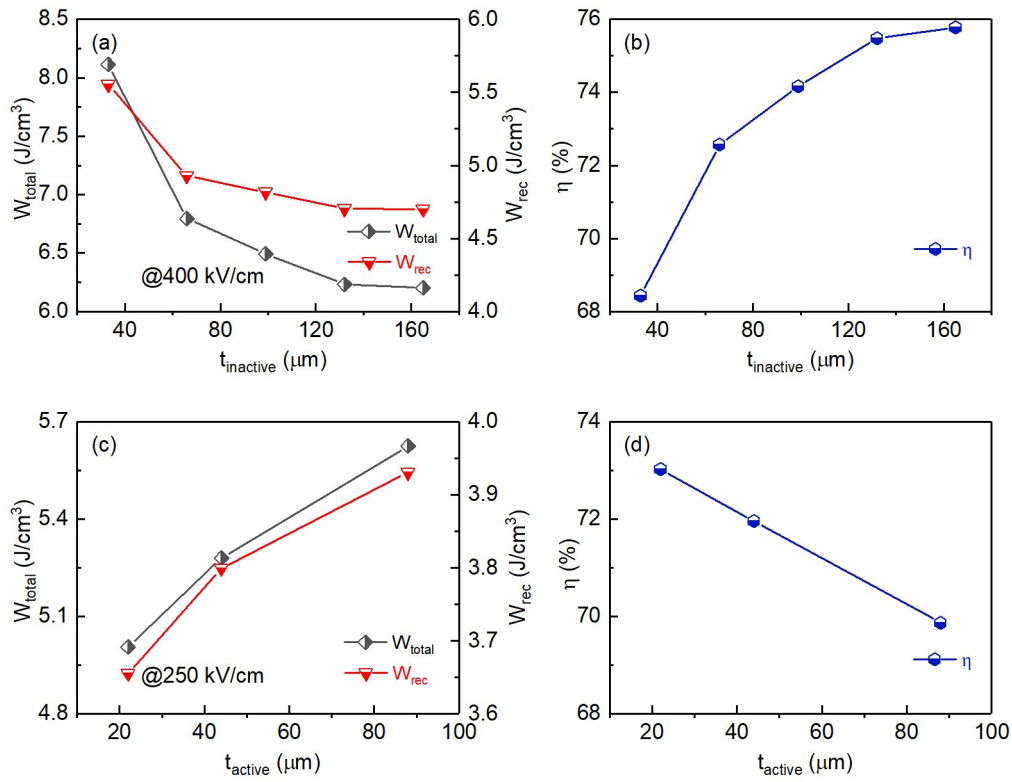 (a)
8.5
8.0
7.5
7.0
6.5
6.0
W_total (J/cm³)
6.0
5.5
5.0
4.5
4.0
W_rec (J/cm³)
W_total
W_rec
@400 kV/cm
40 80 120 160
t_inactive (μm)
(b)
76
74
72
70
68
η (%)
η
40 80 120 160
t_inactive (μm)
(c)
5.7
5.4
5.1
4.8
W_total (J/cm³)
4.0
3.9
3.8
3.7
3.6
W_rec (J/cm³)
W_total
W_rec
@250 kV/cm
20 40 60 80 100
t_active (μm)
(d)
74
72
70
68
η (%)
η
20 40 60 80 100
t_active (μm)